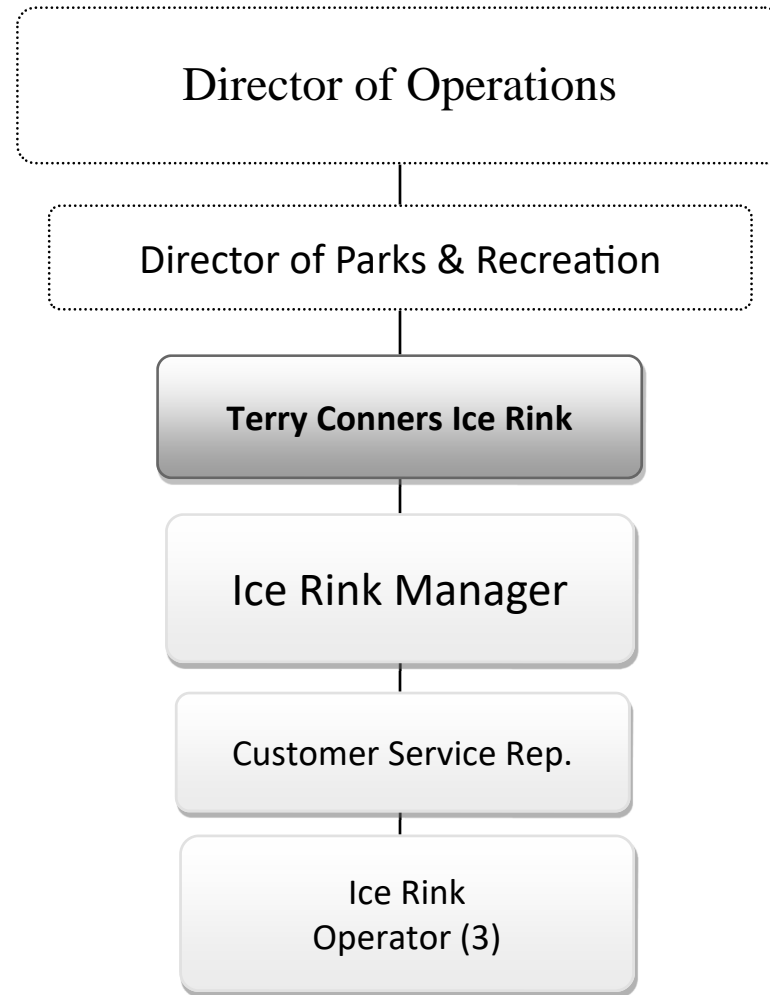 Director of Operations
Director of Parks & Recreation
Terry Conners Ice Rink
Ice Rink Manager
Customer Service Rep.
Ice Rink
Operator (3)